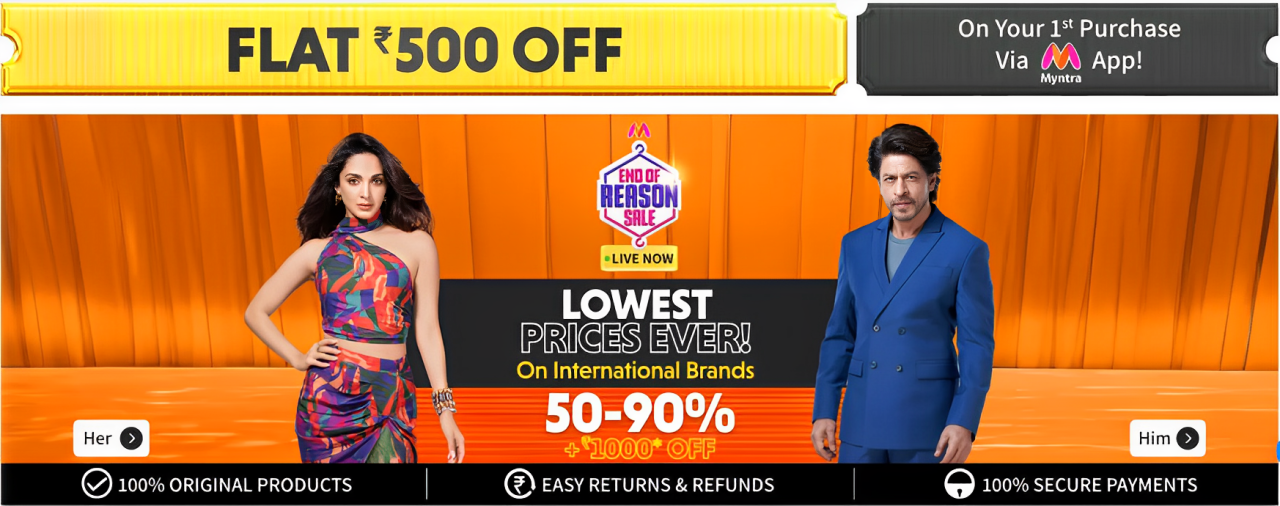 FLAT ₹500 OFF
On Your 1st Purchase
Via Myntra App!
END OF
REASON
SALE
LIVE NOW
LOWEST
PRICES EVER!
On International Brands
50-90%
+₹1000* OFF
Her
Him
100% ORIGINAL PRODUCTS
EASY RETURNS & REFUNDS
100% SECURE PAYMENTS